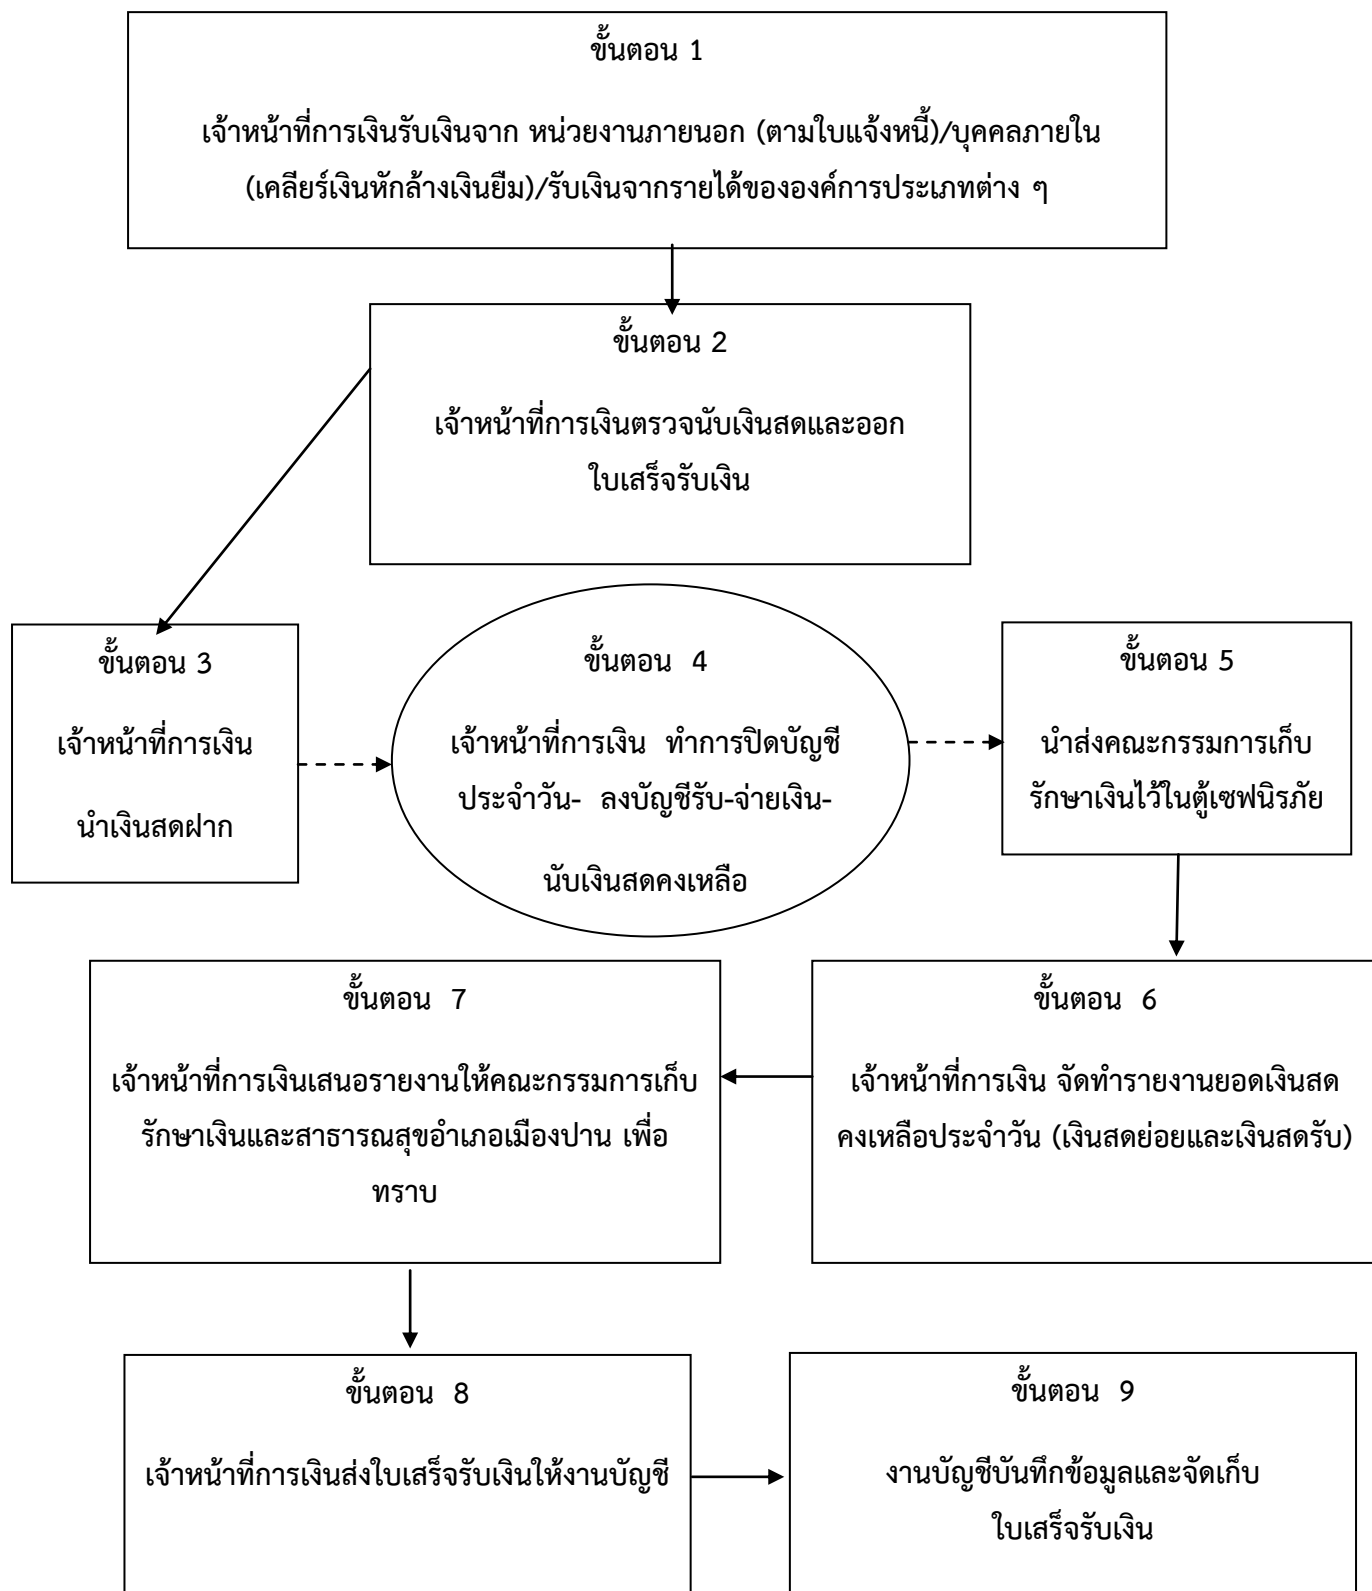 ขั้นตอน 1
เจ้าหน้าที่การเงินรับเงินจาก หน่วยงานภายนอก (ตามใบแจ้งหนี้)/บุคคลภายใน
(เคลียร์เงินหักล้างเงินยืม)/รับเงินจากรายได้ขององค์การประเภทต่าง ๆ
ขั้นตอน 2
เจ้าหน้าที่การเงินตรวจนับเงินสดและออก
ใบเสร็จรับเงิน
ขั้นตอน 3
เจ้าหน้าที่การเงิน
นำเงินสดฝาก
ขั้นตอน 4
เจ้าหน้าที่การเงิน ทำการปิดบัญชี
ประจำวัน- ลงบัญชีรับ-จ่ายเงิน-
นับเงินสดคงเหลือ
ขั้นตอน 5
นำส่งคณะกรรมการเก็บ
รักษาเงินไว้ในตู้เซฟนิรภัย
ขั้นตอน 6
เจ้าหน้าที่การเงิน จัดทำรายงานยอดเงินสด
คงเหลือประจำวัน (เงินสดย่อยและเงินสดรับ)
ขั้นตอน 7
เจ้าหน้าที่การเงินเสนอรายงานให้คณะกรรมการเก็บ
รักษาเงินและสาธารณสุขอำเภอเมืองปาน เพื่อ
ทราบ
ขั้นตอน 8
เจ้าหน้าที่การเงินส่งใบเสร็จรับเงินให้งานบัญชี
ขั้นตอน 9
งานบัญชีบันทึกข้อมูลและจัดเก็บ
ใบเสร็จรับเงิน